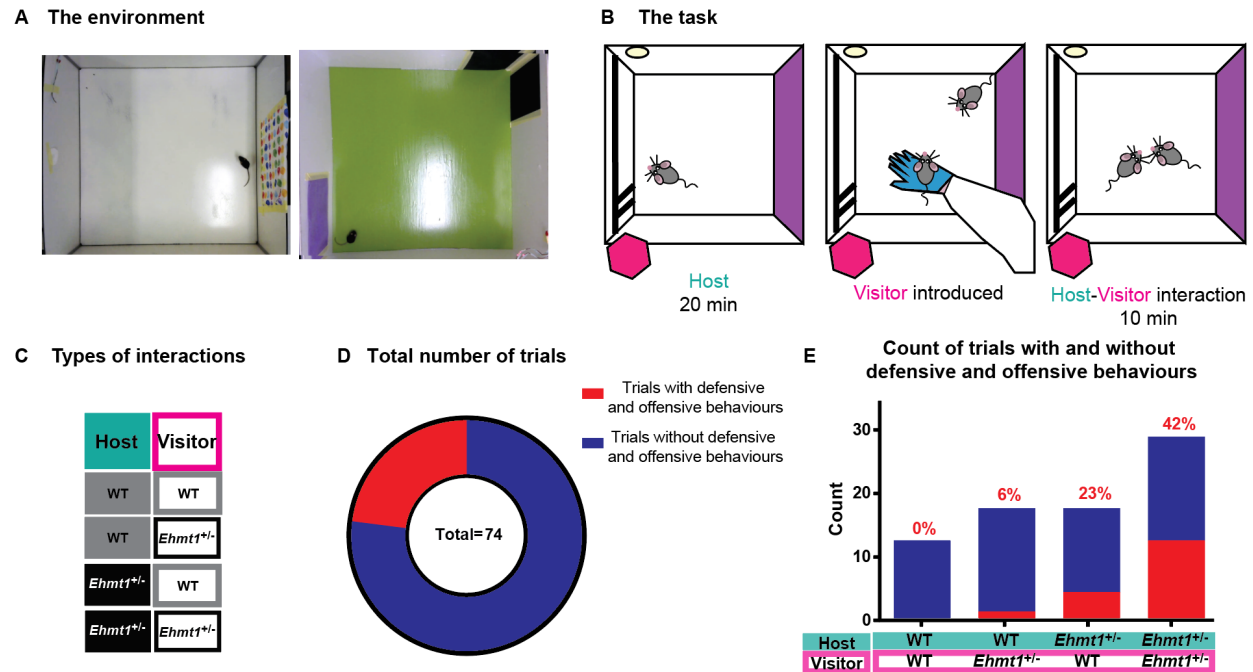 A The environment
B The task
Host
20 min
Visitor introduced
Host-Visitor interaction
10 min
C Types of interactions
Host Visitor
WT WT
WT Ehmt1+/-
Ehmt1+/- WT
Ehmt1+/- Ehmt1+/-
D Total number of trials
Trials with defensive
and offensive behaviours
Trials without defensive
and offensive behaviours
Total=74
E Count of trials with and without
defensive and offensive behaviours
Count
30
20
10
0
0%
6%
23%
42%
Host WT WT Ehmt1+/- Ehmt1+/-
Visitor WT Ehmt1+/- WT Ehmt1+/-